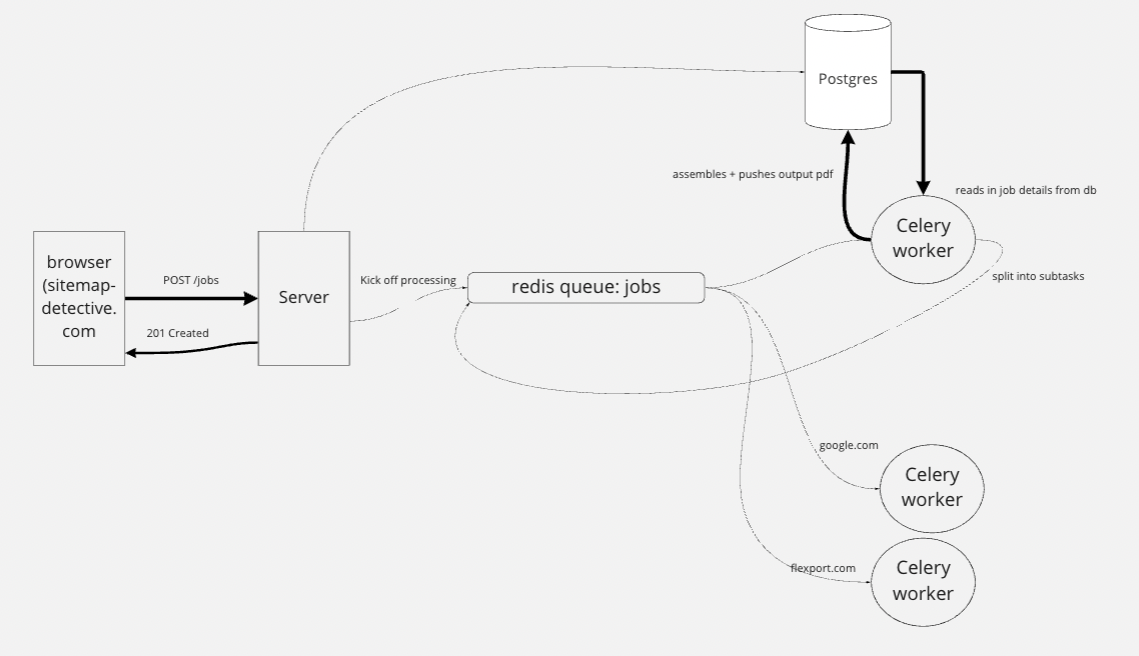 Postgres
assembles + pushes output pdf
reads in job details from db
Celery
worker
browser
(sitemap-
detective.
com
POST /jobs
201 Created
Server
Kick off processing
redis queue: jobs
split into subtasks
google.com
Celery
worker
flexport.com
Celery
worker